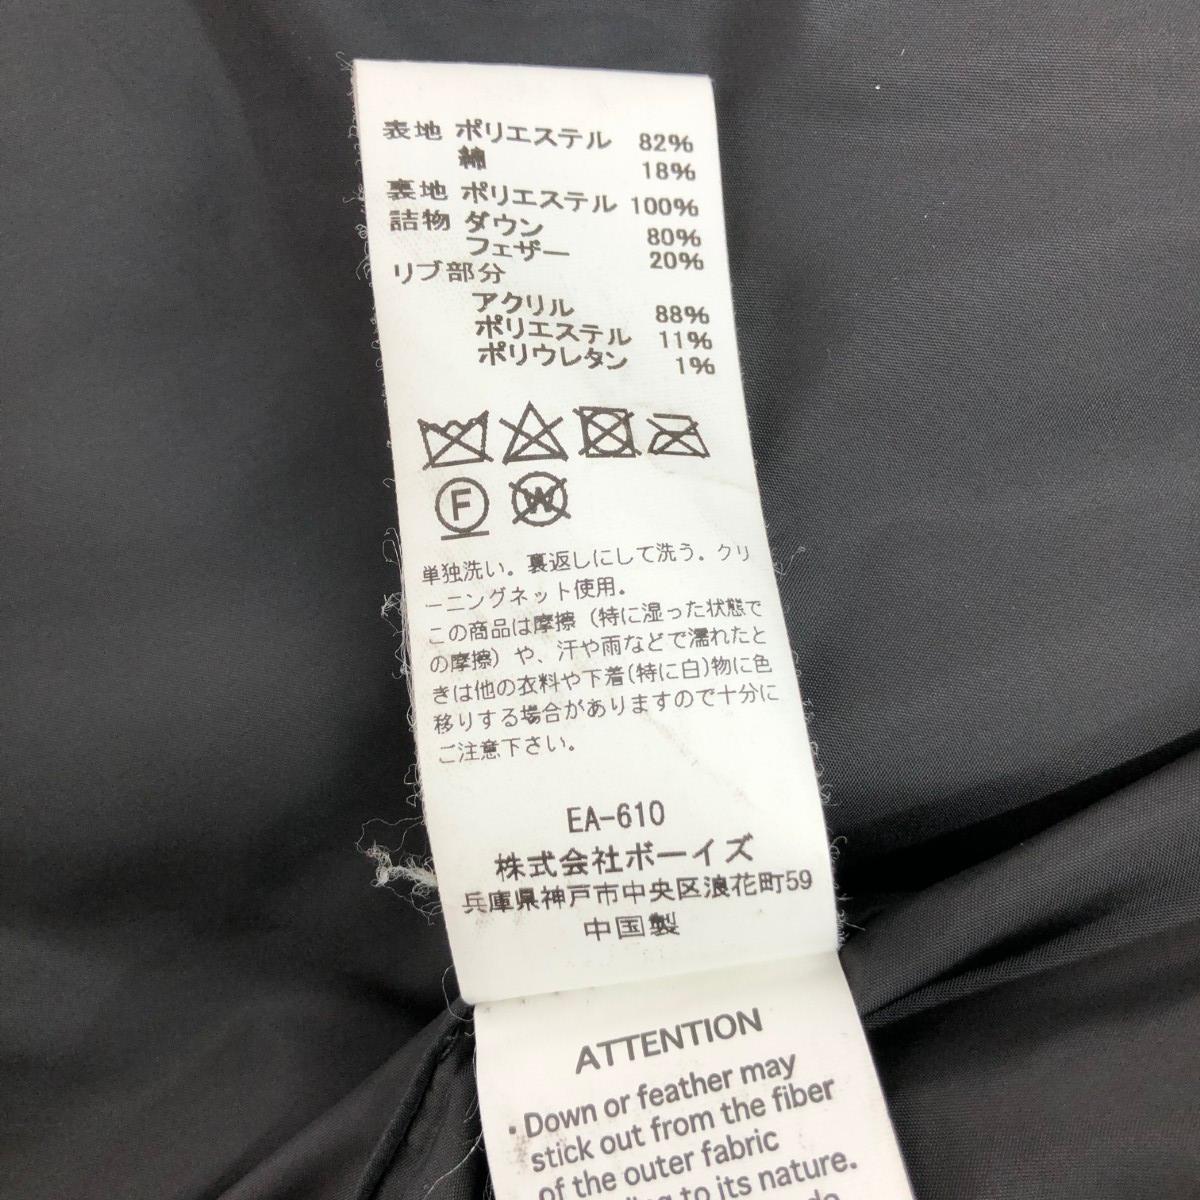 表地 ポリエステル 82%
綿 18%
裏地 ポリエステル 100%
詰物 ダウン 80%
フェザー 20%
リブ部分
アクリル 88%
ポリエステル 11%
ポリウレタン 1%
F W
単独洗い。裏返しにして洗う。クリ
ーニングネット使用。
この商品は摩擦（特に湿った状態で
の摩擦）や、汗や雨などで濡れたと
きは他の衣料や下着(特に白)物に色
移りする場合がありますので十分に
ご注意下さい。
EA-610
株式会社ボーイズ
兵庫県神戸市中央区浪花町59
中国製
ATTENTION
・Down or feather may
stick out from the fiber
of the outer fabric
to its nature.